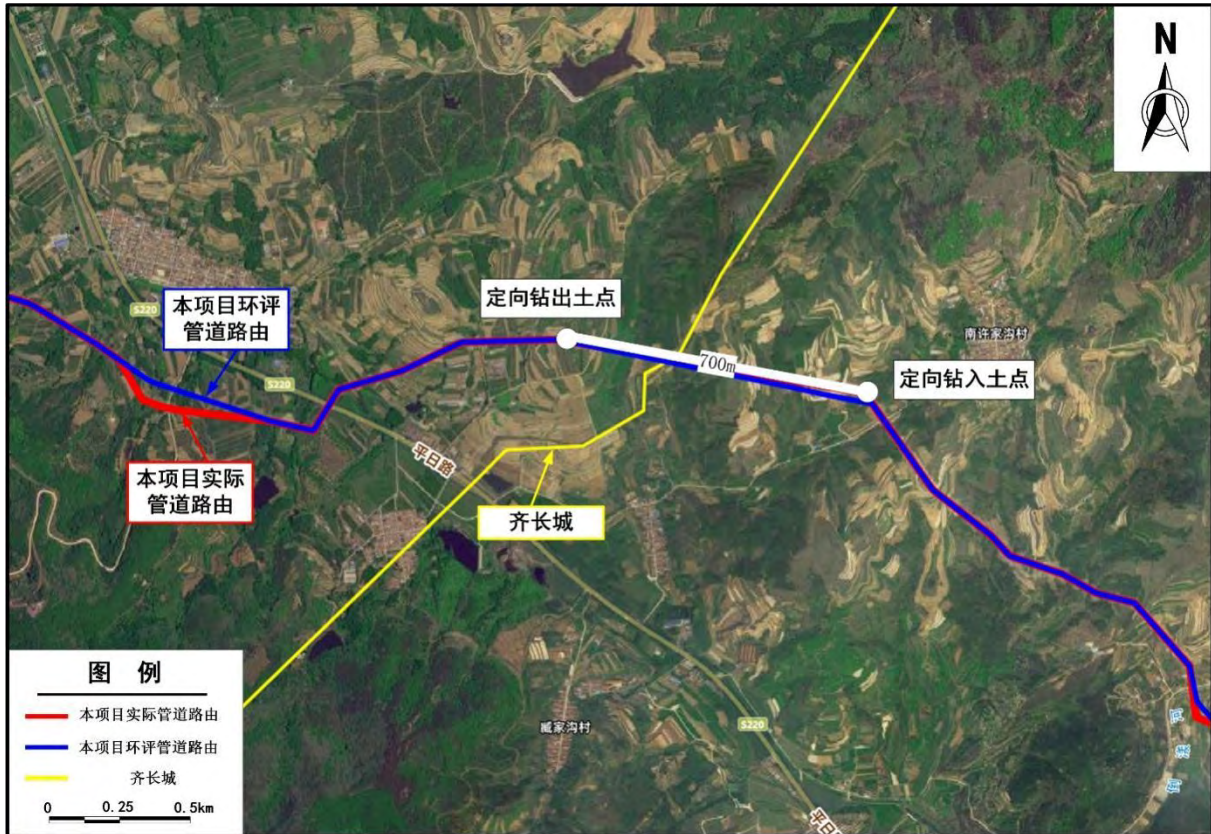 N
定向钻出土点
本项目环评
管道路由
S220
南许家沟村
700m
定向钻入土点
S220
平日路
本项目实际
管道路由
齐长城
图 例
本项目实际管道路由
本项目环评管道路由
齐长城
0 0.25 0.5km
臧家沟村
S220
平日